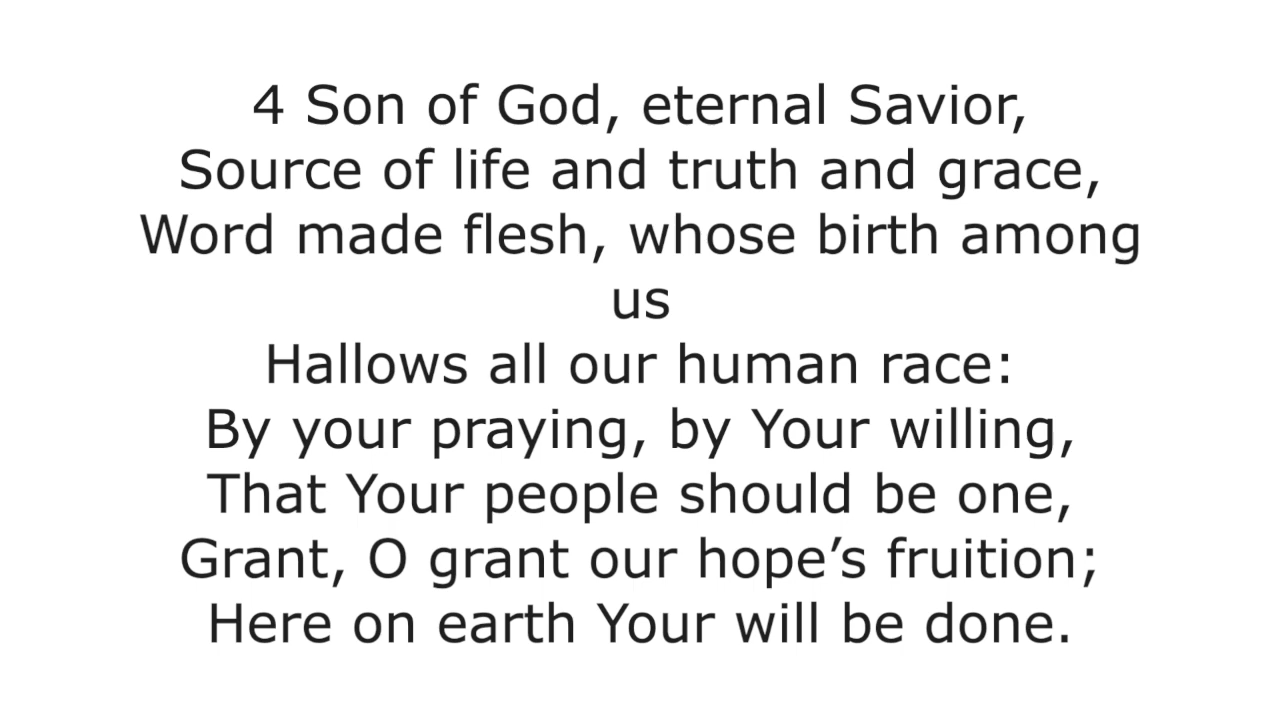 4 Son of God, eternal Savior,
Source of life and truth and grace,
Word made flesh, whose birth among
us
Hallows all our human race:
By your praying, by Your willing,
That Your people should be one,
Grant, O grant our hope’s fruition;
Here on earth Your will be done.